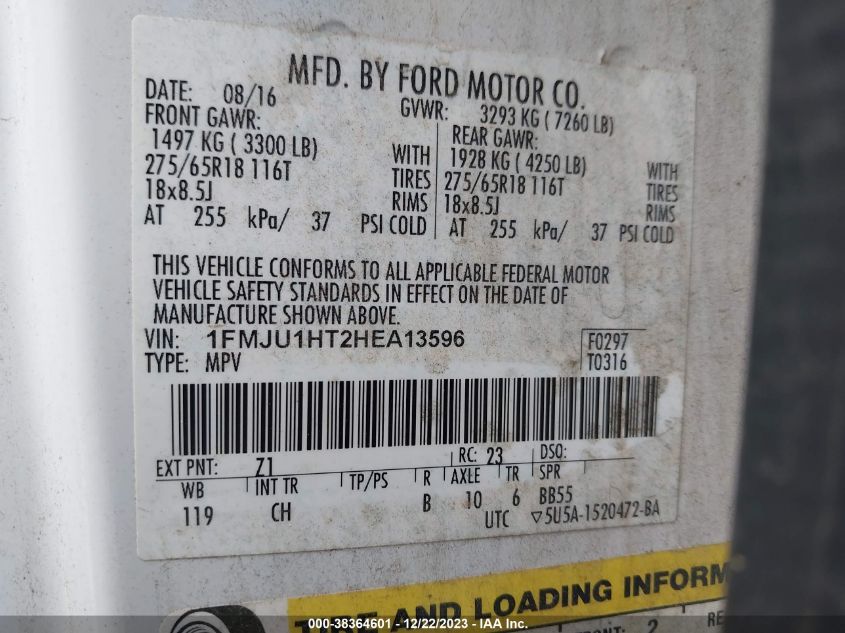 MFD. BY FORD MOTOR CO.
DATE: 08/16
GVWR: 3293 KG ( 7260 LB)
FRONT GAWR:
1497 KG ( 3300 LB)
275/65R18 116T
18x8.5J
WITH
TIRES
RIMS
AT 255 kPa/ 37 PSI COLD
REAR GAWR:
1928 KG ( 4250 LB)
275/65R18 116T
18x8.5J
WITH
TIRES
RIMS
AT 255 kPa/ 37 PSI COLD
THIS VEHICLE CONFORMS TO ALL APPLICABLE FEDERAL MOTOR
VEHICLE SAFETY STANDARDS IN EFFECT ON THE DATE OF
MANUFACTURE SHOWN ABOVE.
VIN: 1FMJU1HT2HEA13596
TYPE: MPV
F0297
T0316
EXT PNT: Z1 RC: 23 DSO:
WB INT TR TP/PS R AXLE TR SPR
119 CH B 10 6 BB55
UTC ▽5U5A-1520472-BA
TIRE AND LOADING INFORM
2 RE
000-38364601 - 12/22/2023 - IAA Inc.